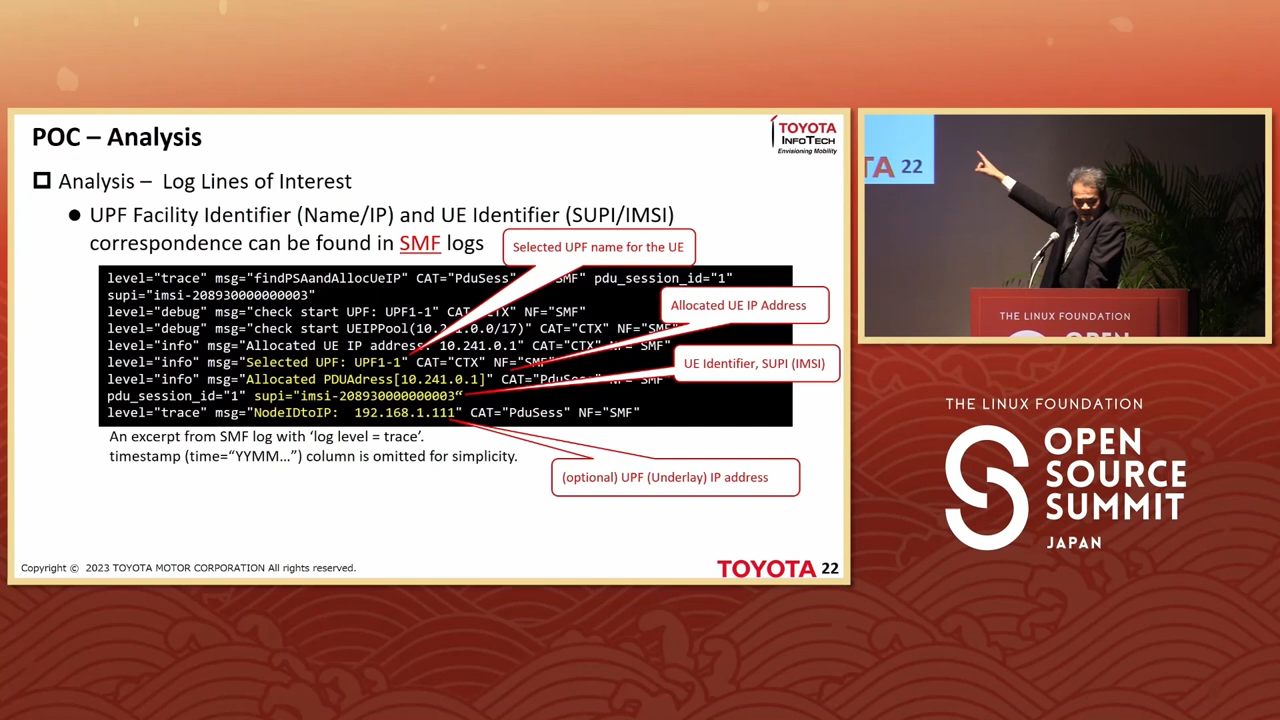 POC – Analysis
TOYOTA
INFOTECH
Envisioning Mobility
Analysis – Log Lines of Interest
● UPF Facility Identifier (Name/IP) and UE Identifier (SUPI/IMSI)
correspondence can be found in SMF logs
Selected UPF name for the UE
level="trace" msg="findPSAandAllocUeIP" CAT="PduSess" SMF" pdu_session_id="1"
supi="imsi-208930000000003"
level="debug" msg="check start UPF: UPF1-1" CAT="CTX" NF="SMF"
Allocated UE IP Address
level="debug" msg="check start UEIPPool(10.241.0.0/17)" CAT="CTX" NF="SMF"
level="info" msg="Allocated UE IP address: 10.241.0.1" CAT="CTX" NF="SMF"
level="info" msg="Selected UPF: UPF1-1" CAT="CTX" NF="SMF"
UE Identifier, SUPI (IMSI)
level="info" msg="Allocated PDUAdress[10.241.0.1]" CAT="PduSess" NF="SMF"
pdu_session_id="1" supi="imsi-208930000000003“
level="trace" msg="NodeIDtoIP: 192.168.1.111" CAT="PduSess" NF="SMF"
An excerpt from SMF log with ‘log level = trace’.
timestamp (time=“YYMM…”) column is omitted for simplicity.
(optional) UPF (Underlay) IP address
Copyright © 2023 TOYOTA MOTOR CORPORATION All rights reserved.
TOYOTA 22
TA 22
THE LINUX FOUNDATION
THE LINUX FOUNDATION
OPEN
SOURCE
SUMMIT
JAPAN